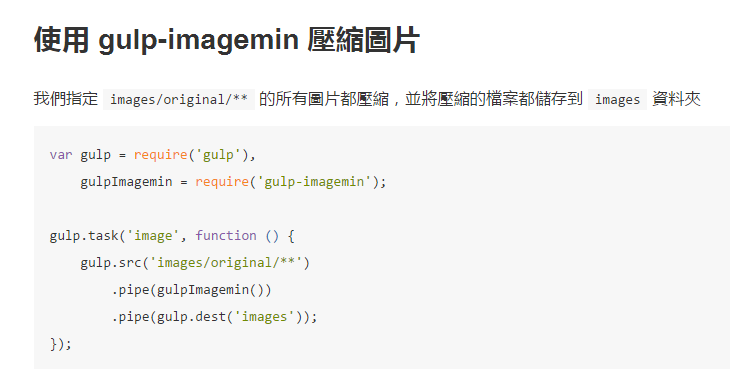 使用 gulp-imagemin 壓縮圖片
我們指定 images/original/** 的所有圖片都壓縮，並將壓縮的檔案都儲存到 images 資料夾
var gulp = require('gulp'),
    gulpImagemin = require('gulp-imagemin');
gulp.task('image', function () {
    gulp.src('images/original/**')
        .pipe(gulpImagemin())
        .pipe(gulp.dest('images'));
});